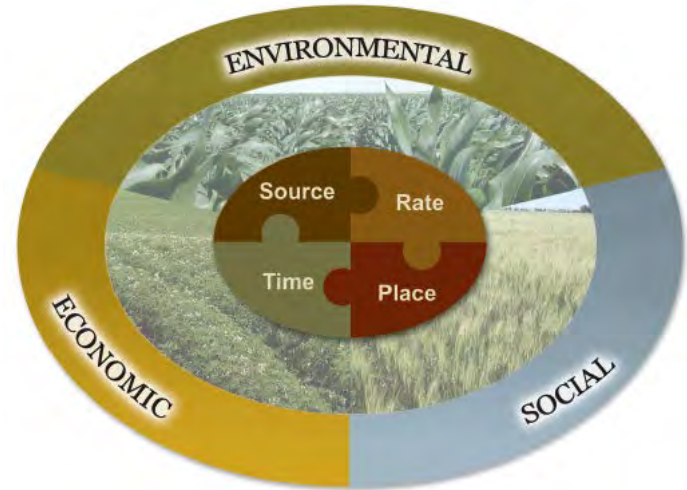 ENVIRONMENTAL
Source
Rate
Time
Place
ECONOMIC
SOCIAL